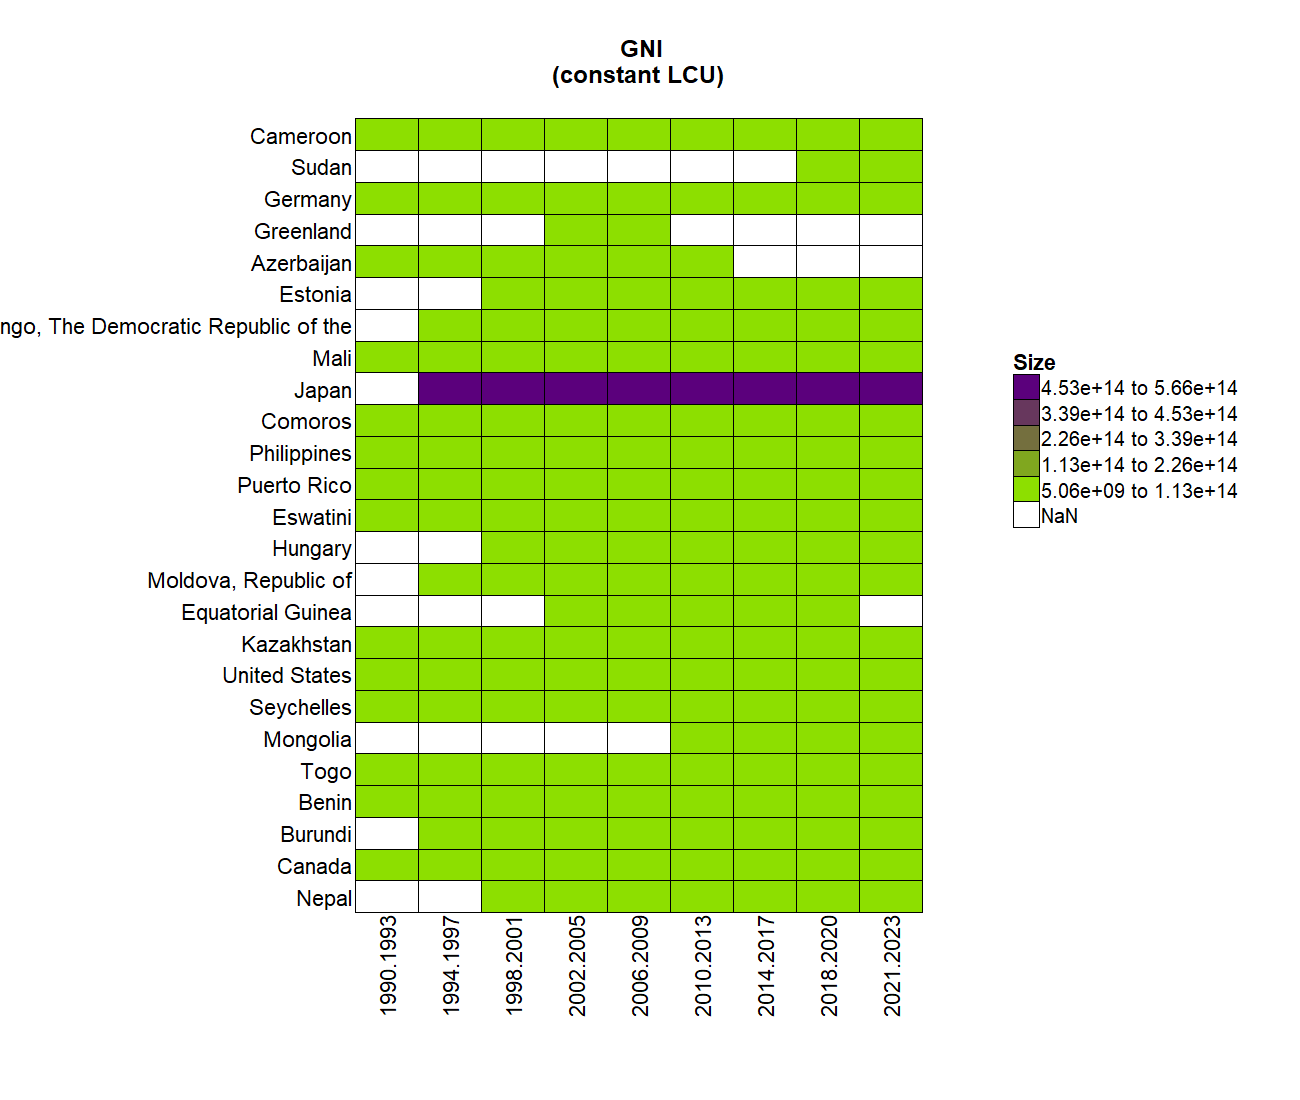 GNI
(constant LCU)
Cameroon
Sudan
Germany
Greenland
Azerbaijan
Estonia
ngo, The Democratic Republic of the
Mali
Japan
Comoros
Philippines
Puerto Rico
Eswatini
Hungary
Moldova, Republic of
Equatorial Guinea
Kazakhstan
United States
Seychelles
Mongolia
Togo
Benin
Burundi
Canada
Nepal
1990.1993
1994.1997
1998.2001
2002.2005
2006.2009
2010.2013
2014.2017
2018.2020
2021.2023
Size
4.53e+14 to 5.66e+14
3.39e+14 to 4.53e+14
2.26e+14 to 3.39e+14
1.13e+14 to 2.26e+14
5.06e+09 to 1.13e+14
NaN